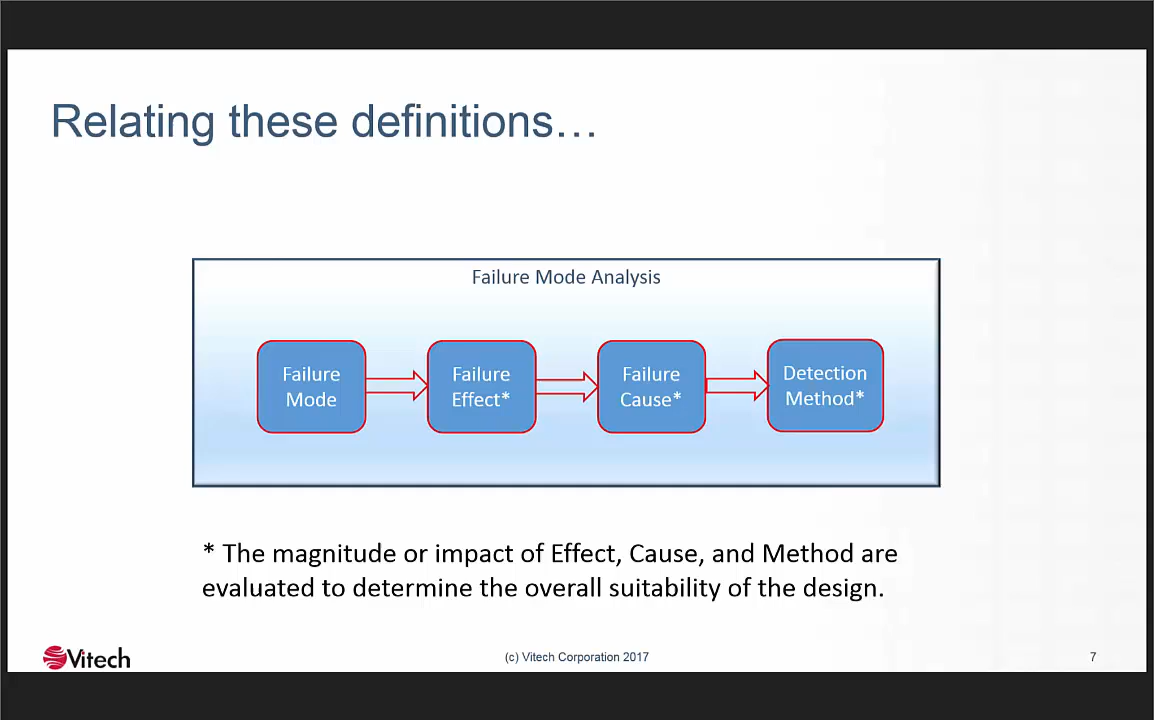 Relating these definitions…
Failure Mode Analysis
Failure
Mode
Failure
Effect*
Failure
Cause*
Detection
Method*
* The magnitude or impact of Effect, Cause, and Method are
evaluated to determine the overall suitability of the design.
Vitech
(c) Vitech Corporation 2017
7